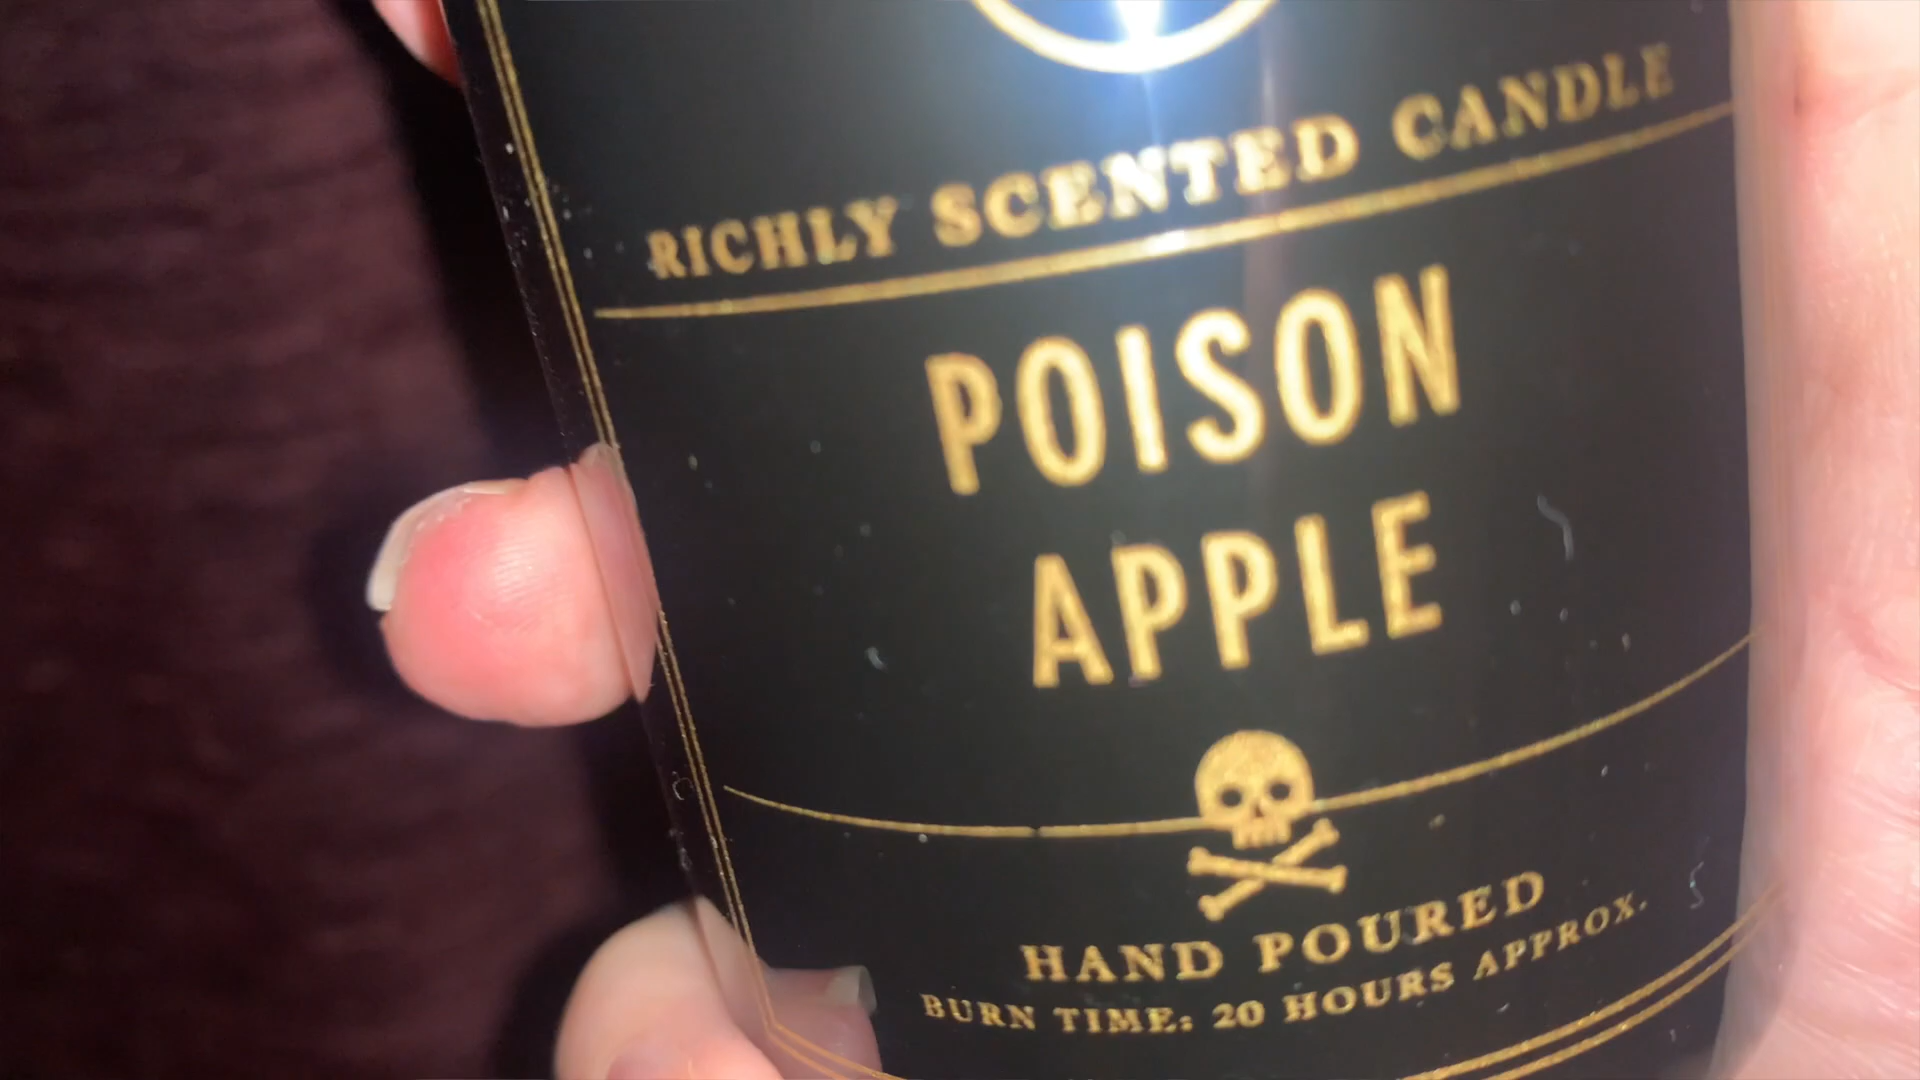 RICHLY SCENTED CANDLE
POISON
APPLE
HAND POURED
BURN TIME: 20 HOURS APPROX.